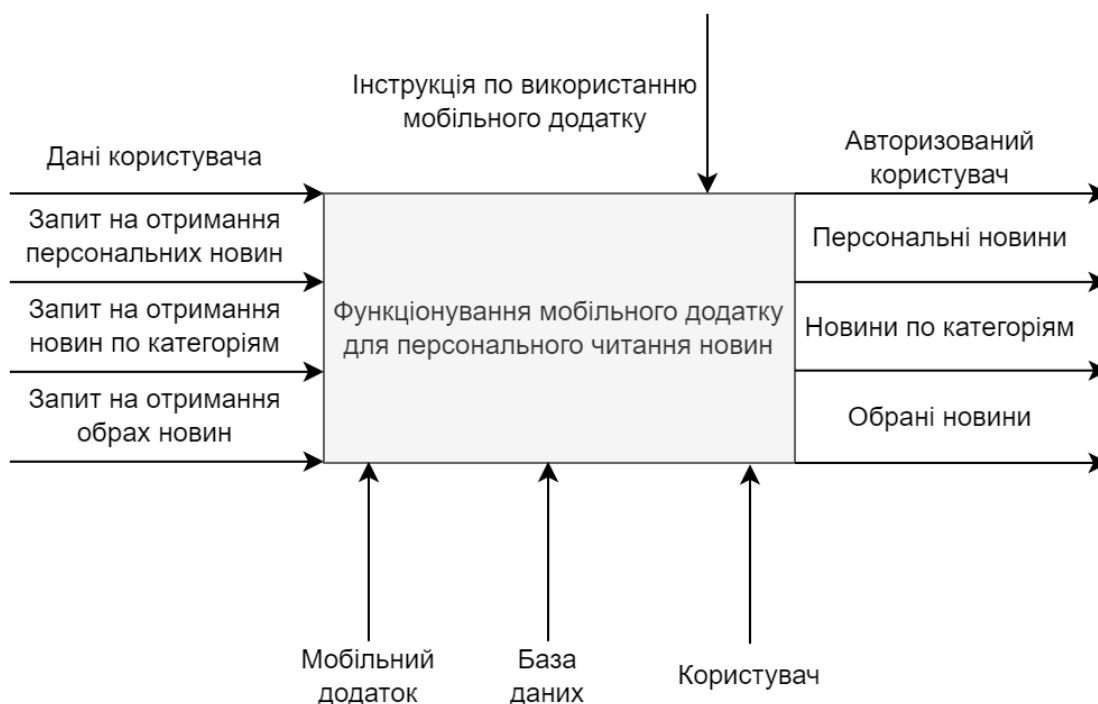 Інструкція по використанню
мобільного додатку
Дані користувача
Запит на отримання
персональних новин
Запит на отримання
новин по категоріям
Запит на отримання
обрах новин
Функціонування мобільного додатку
для персонального читання новин
Авторизований
користувач
Персональні новини
Новини по категоріям
Обрані новини
Мобільний
додаток
База
даних
Користувач